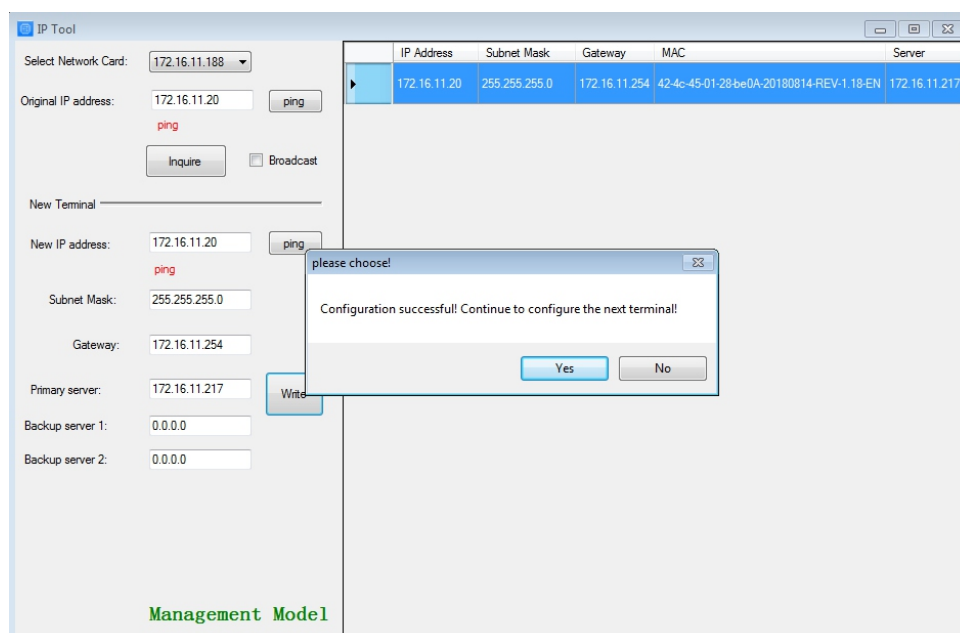 IP Tool
Select Network Card: 172.16.11.188
Original IP address: 172.16.11.20 ping
ping
Inquire Broadcast
New Terminal
New IP address: 172.16.11.20 ping
ping
Subnet Mask: 255.255.255.0
Gateway: 172.16.11.254
Primary server: 172.16.11.217 Write
Backup server 1: 0.0.0.0
Backup server 2: 0.0.0.0
Management Model
IP Address Subnet Mask Gateway MAC Server
172.16.11.20 255.255.255.0 172.16.11.254 42-4c-45-01-28-be0A-20180814-REV-1.18-EN 172.16.11.217
please choose!
Configuration successful! Continue to configure the next terminal!
Yes No